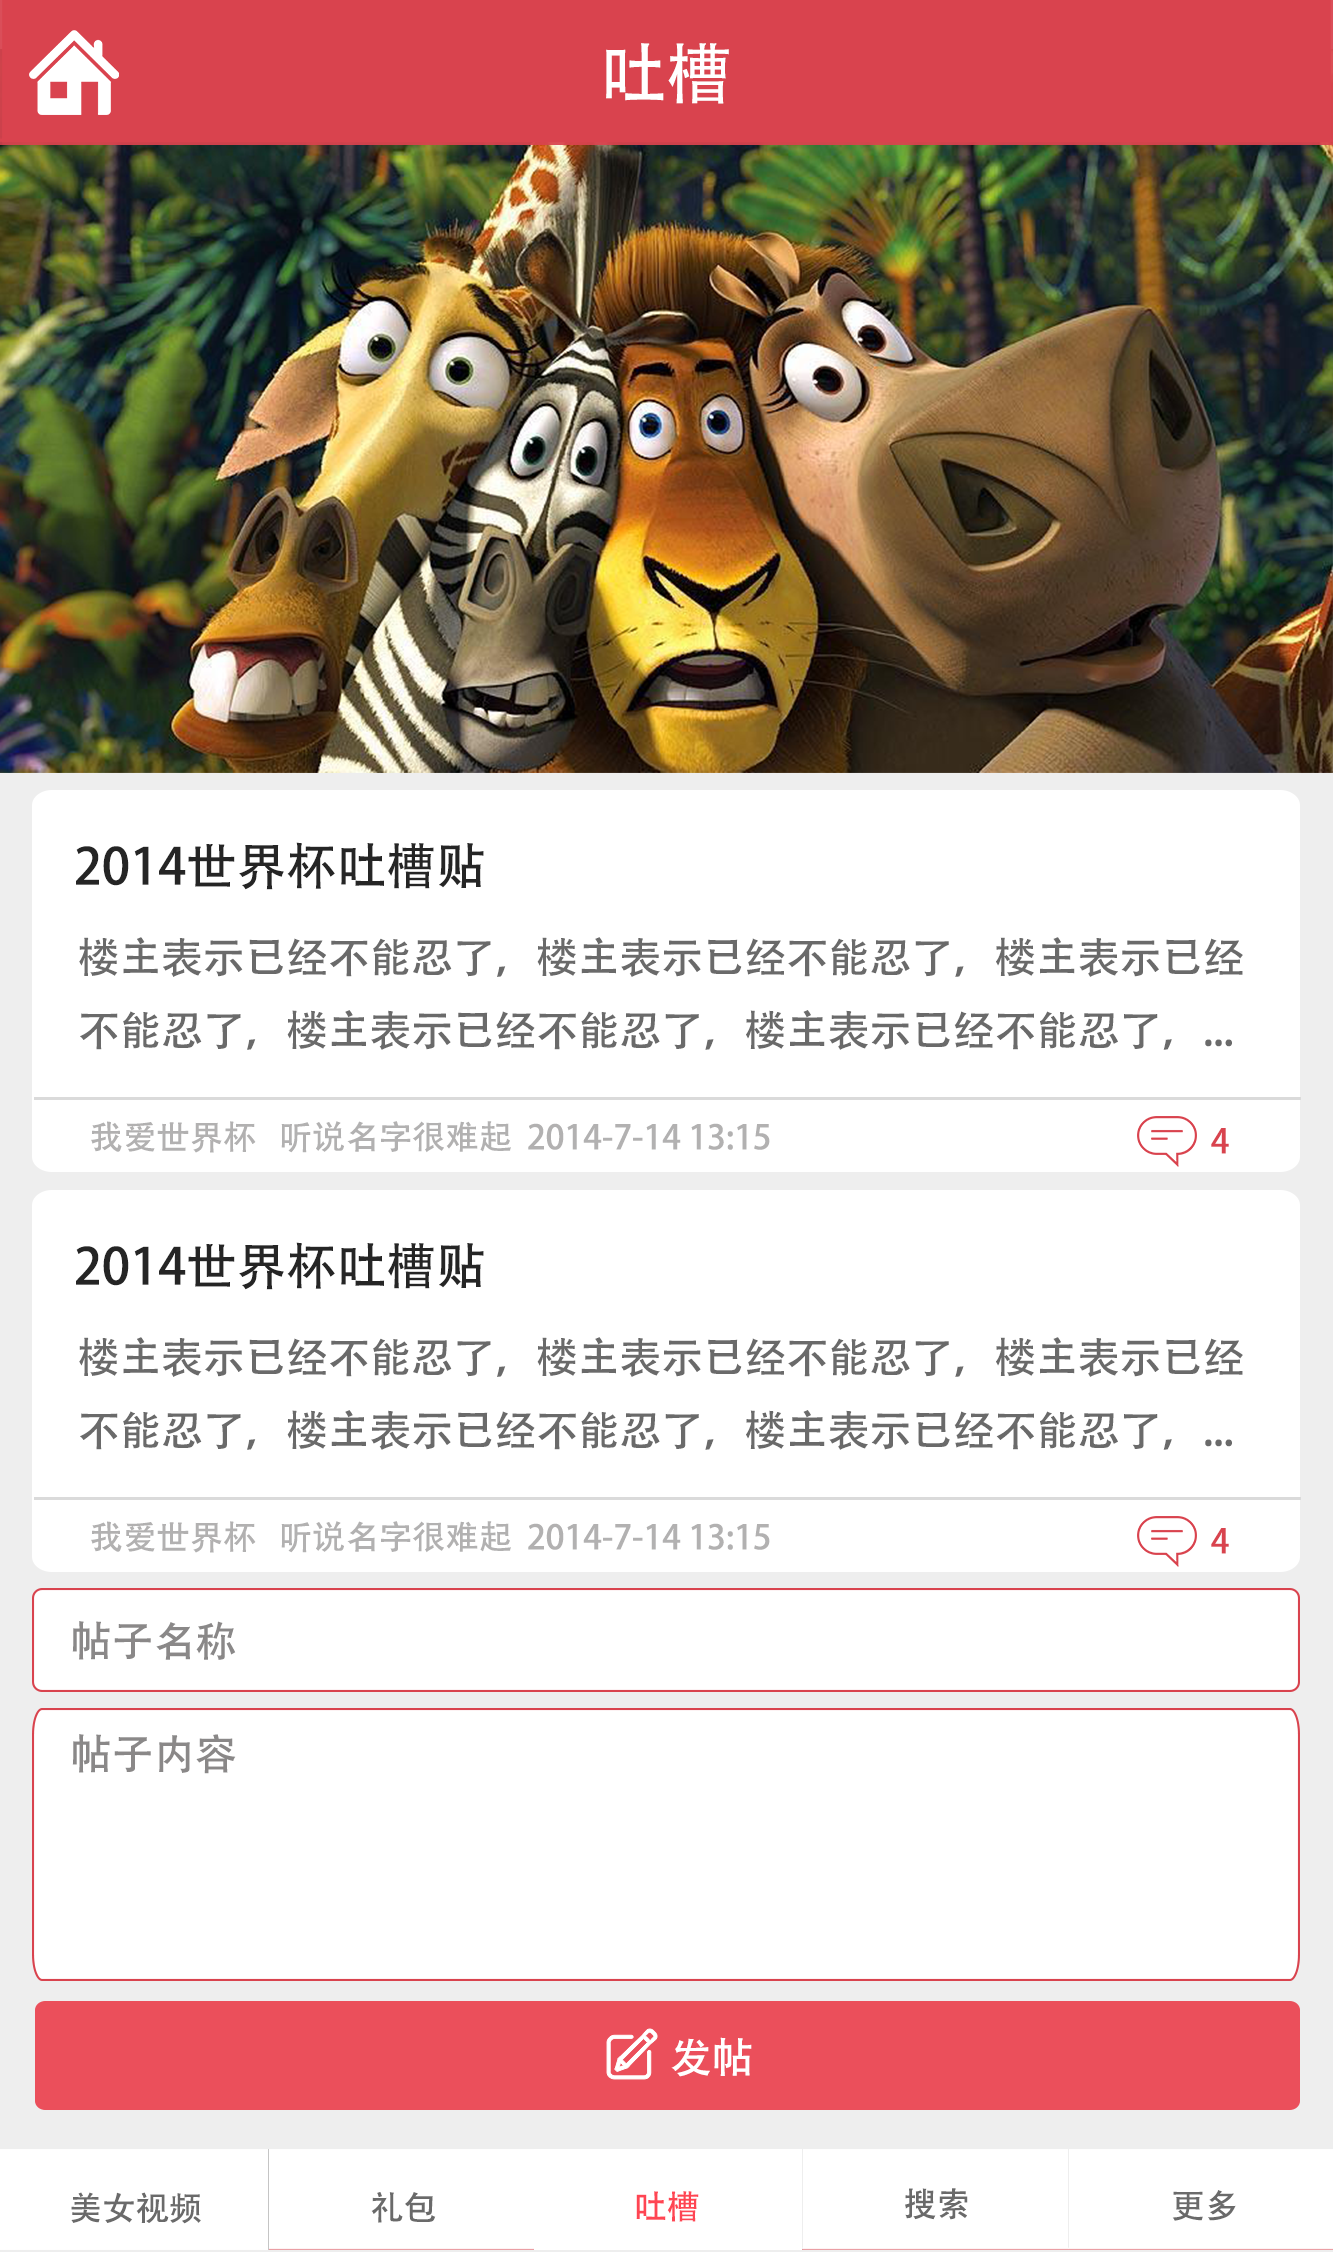 吐槽
2014世界杯吐槽贴
楼主表示已经不能忍了，楼主表示已经不能忍了，楼主表示已经
不能忍了，楼主表示已经不能忍了，楼主表示已经不能忍了，...
我爱世界杯 听说名字很难起 2014-7-14 13:15 4
2014世界杯吐槽贴
楼主表示已经不能忍了，楼主表示已经不能忍了，楼主表示已经
不能忍了，楼主表示已经不能忍了，楼主表示已经不能忍了，...
我爱世界杯 听说名字很难起 2014-7-14 13:15 4
帖子名称
帖子内容
发帖
美女视频 礼包 吐槽 搜索 更多